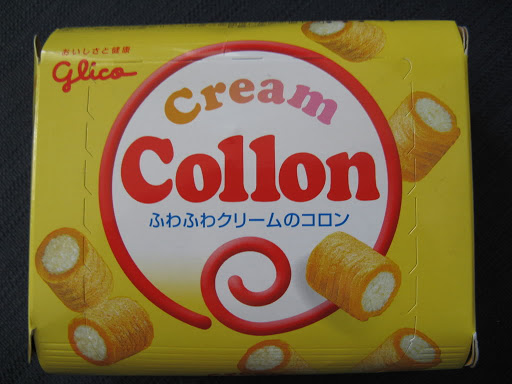 おいしさと健康
glico
Cream
Collon
ふわふわクリームのコロン